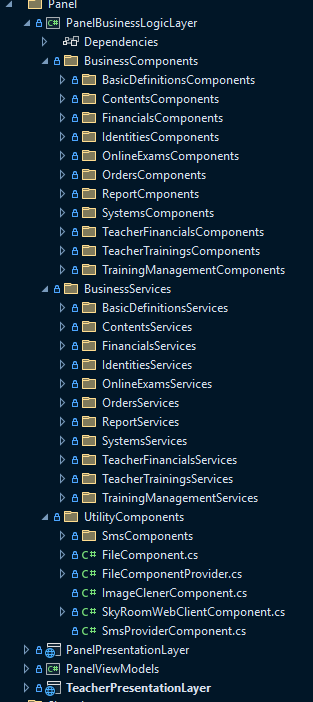 Panel
PanelBusinessLogicLayer
Dependencies
BusinessComponents
BasicDefinitionsComponents
ContentsComponents
FinancialsComponents
IdentitiesComponents
OnlineExamsComponents
OrdersComponents
ReportCmponents
SystemsComponents
TeacherFinancialsComponents
TeacherTrainingsComponents
TrainingManagementComponents
BusinessServices
BasicDefinitionsServices
ContentsServices
FinancialsServices
IdentitiesServices
OnlineExamsServices
OrdersServices
ReportServices
SystemsServices
TeacherFinancialsServices
TeacherTrainingsServices
TrainingManagementServices
UtilityComponents
SmsComponents
C# FileComponent.cs
C# FileComponentProvider.cs
C# ImageClenerComponent.cs
C# SkyRoomWebClientComponent.cs
C# SmsProviderComponent.cs
PanelPresentationLayer
C# PanelViewModels
TeacherPresentationLayer